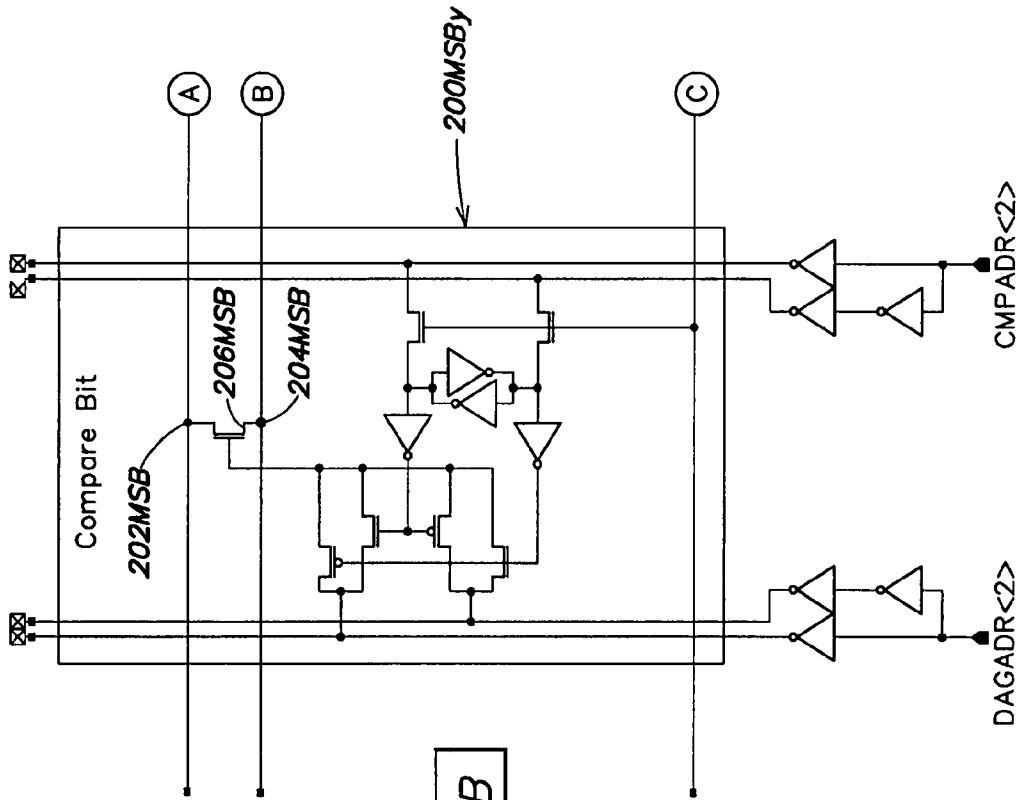 Compare Bit
202MSB
206MSB
204MSB
A
B
C
200MSBy
B
DAGADR<2>
CMPADR<2>